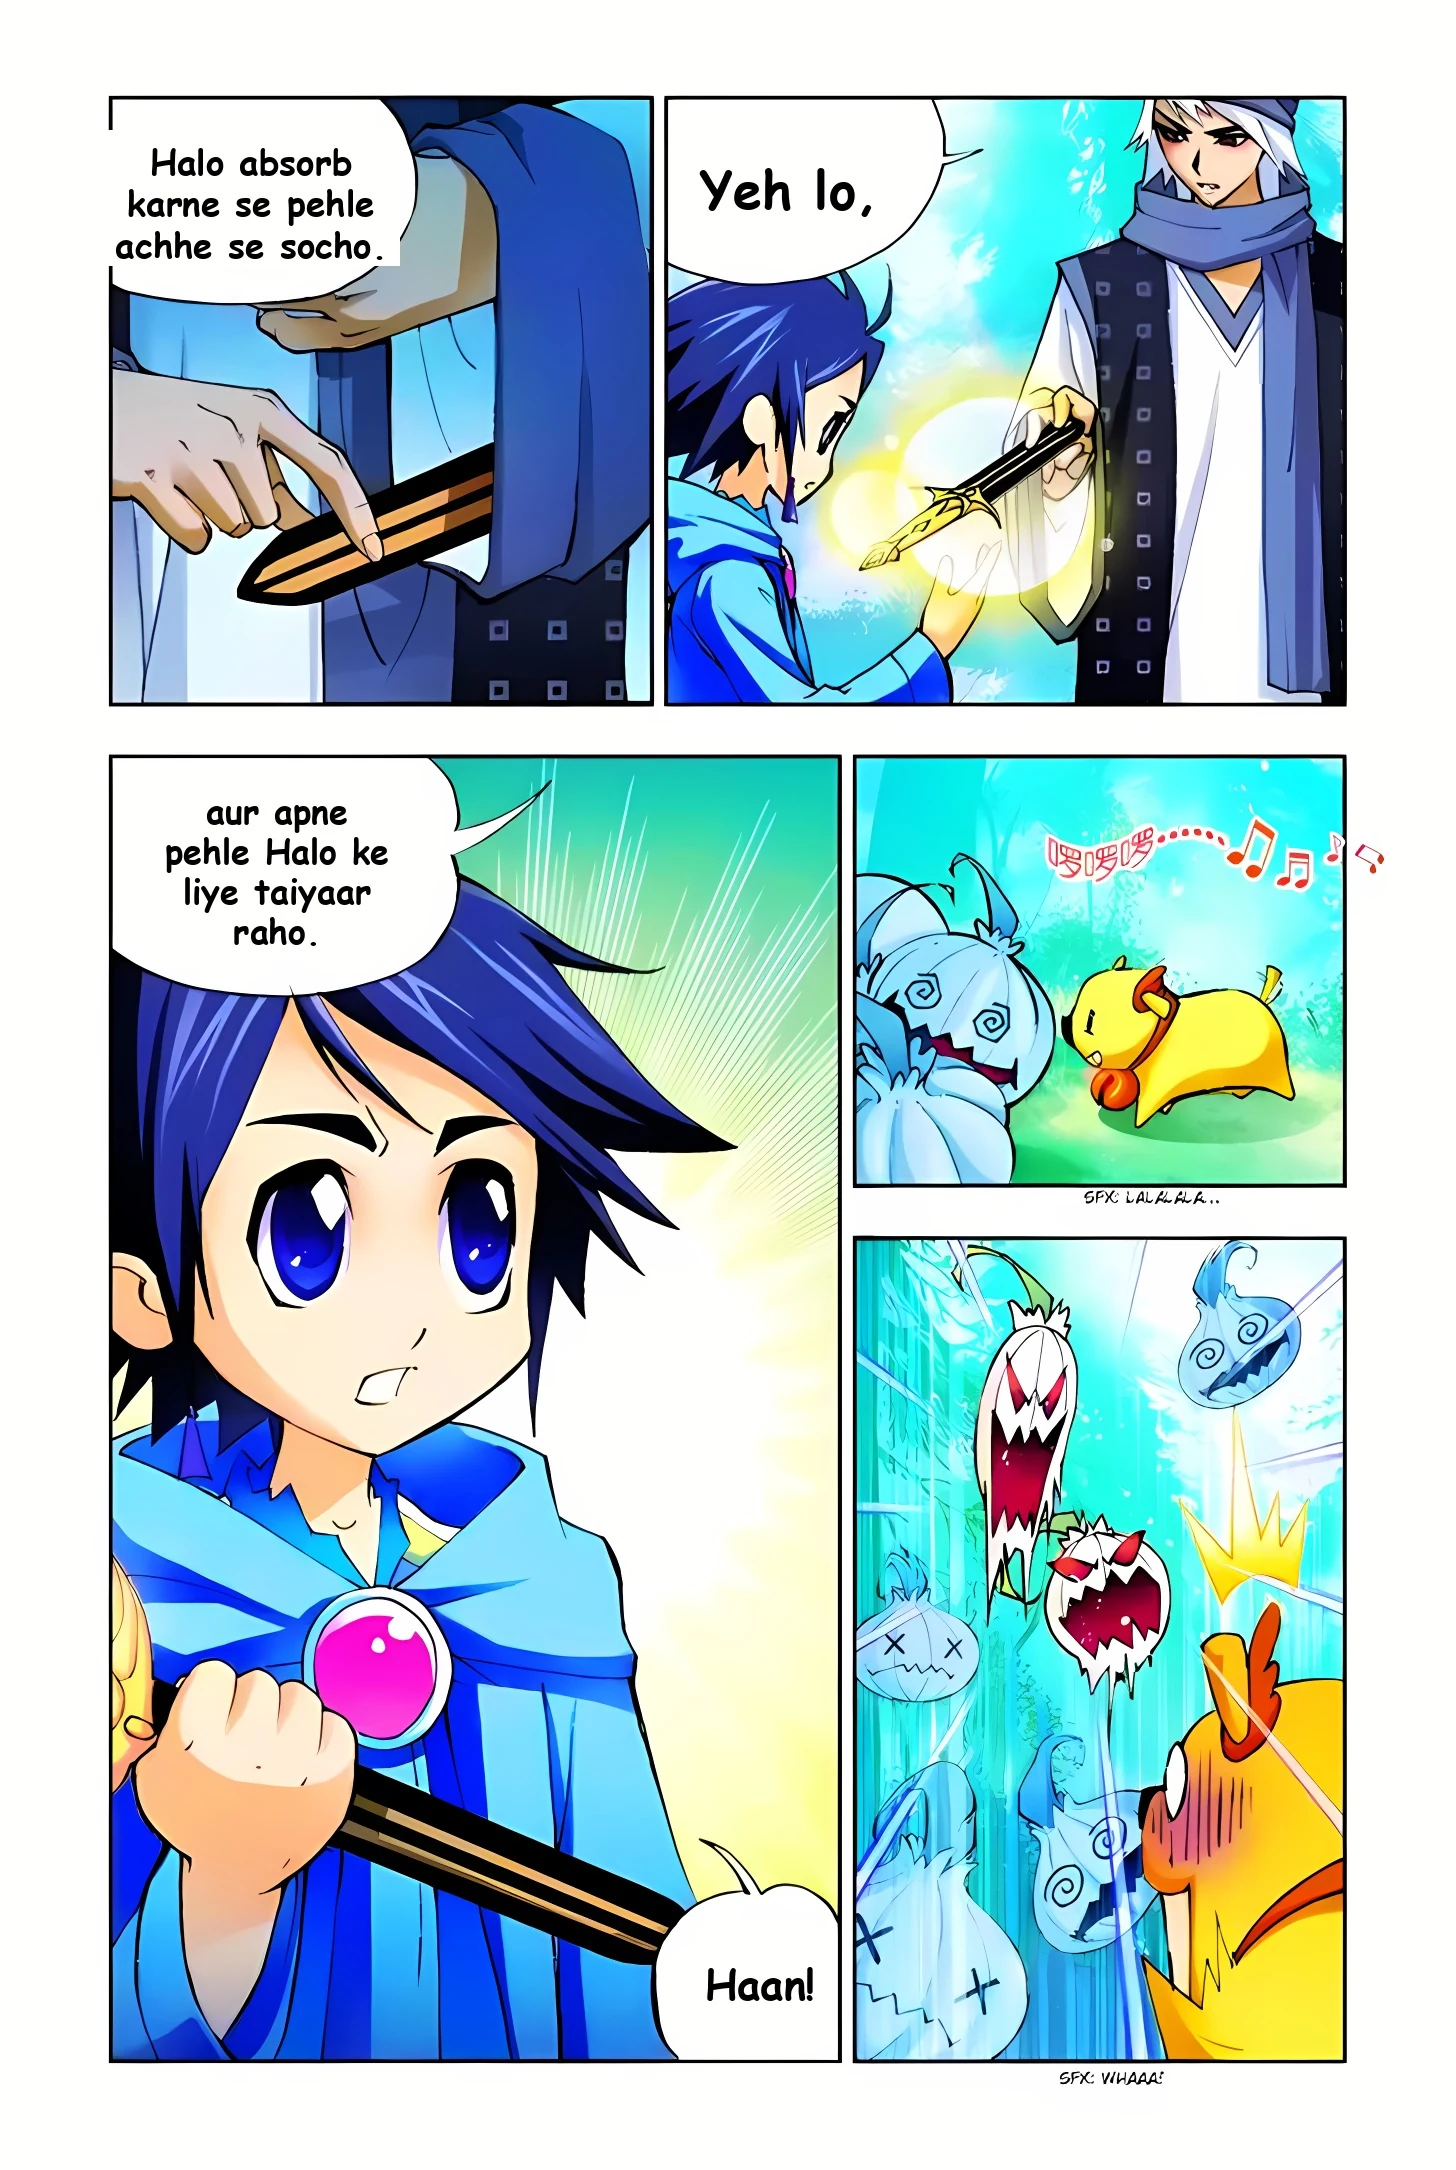 Halo absorb
karne se pehle
achhe se socho.
Yeh lo,
aur apne
pehle Halo ke
liye taiyaar
raho.
Haan!
啰啰啰
SFX: LALALALA..
SFX: WHAAA!